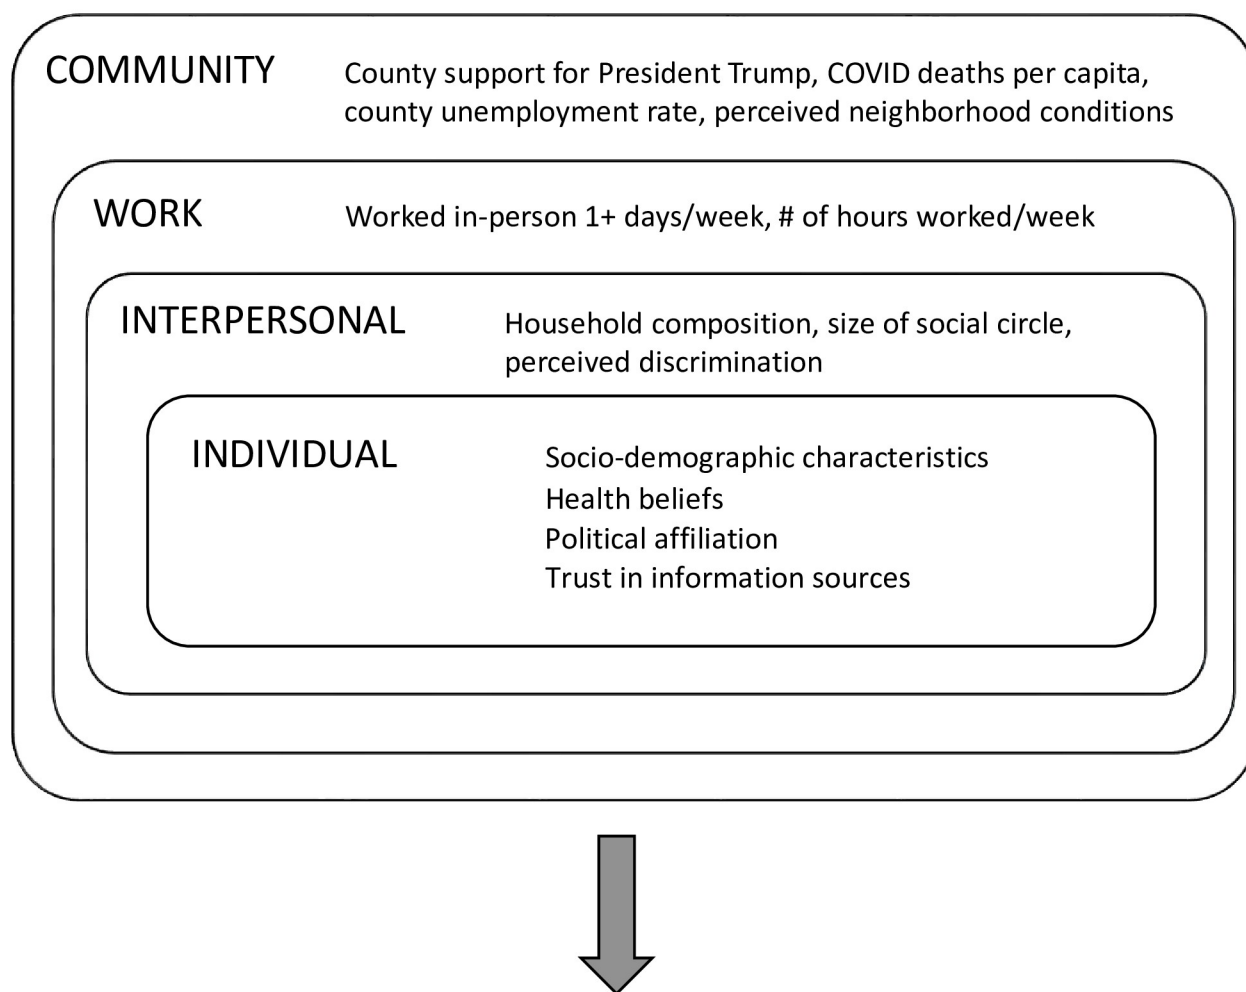 COMMUNITY County support for President Trump, COVID deaths per capita,
county unemployment rate, perceived neighborhood conditions
WORK Worked in-person 1+ days/week, # of hours worked/week
INTERPERSONAL Household composition, size of social circle,
perceived discrimination
INDIVIDUAL Socio-demographic characteristics
Health beliefs
Political affiliation
Trust in information sources